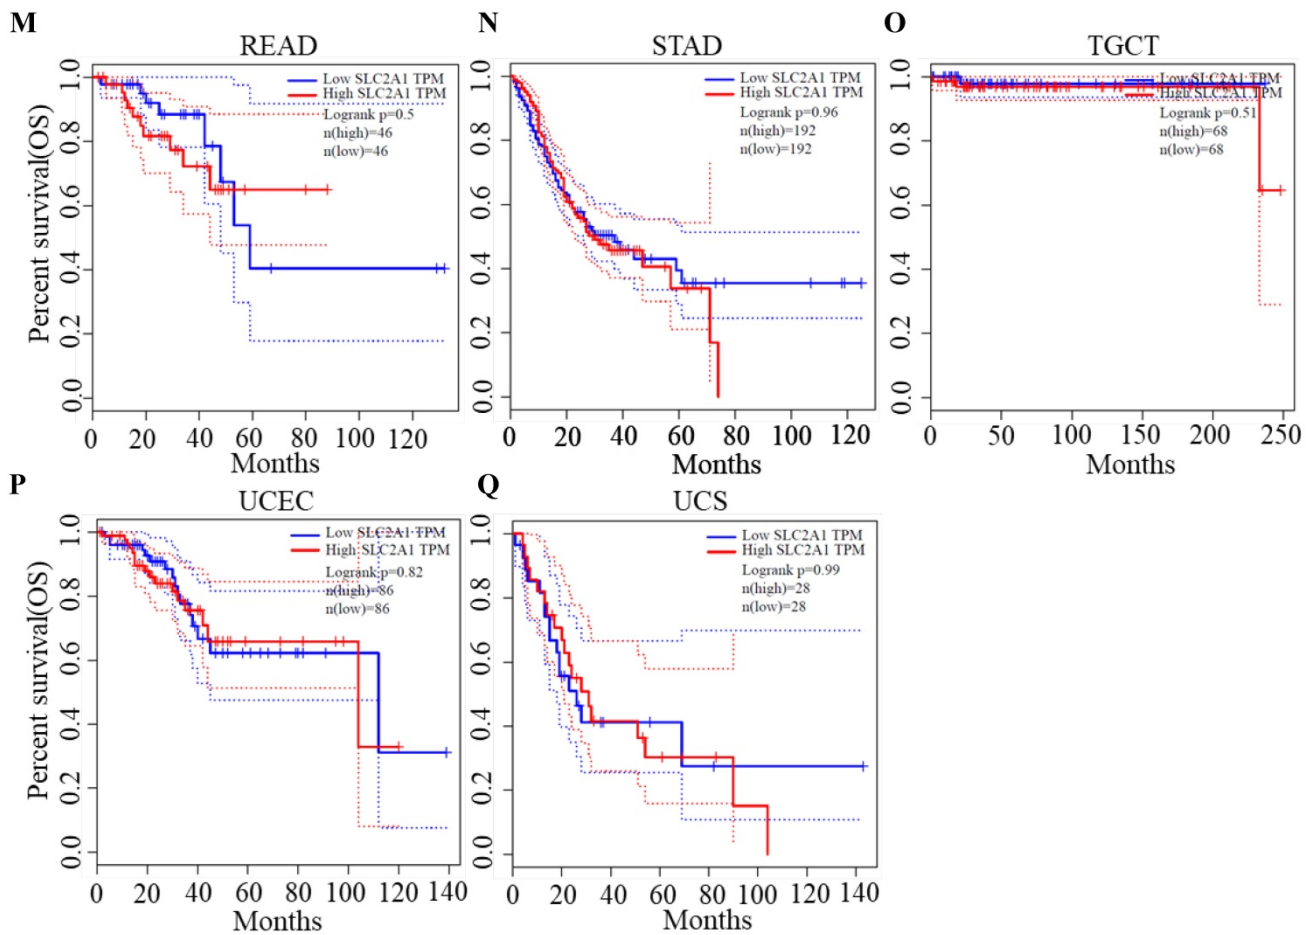 M
READ
Percent survival(OS)
1.0
0.8
0.6
0.4
0.2
0.0
Low SLC2A1 TPM
High SLC2A1 TPM
Logrank p=0.5
n(high)=46
n(low)=46
0 20 40 60 80 100 120
Months
N
STAD
1.0
0.8
0.6
0.4
0.2
0.0
Low SLC2A1 TPM
High SLC2A1 TPM
Logrank p=0.96
n(high)=192
n(low)=192
0 20 40 60 80 100 120
Months
O
TGCT
1.0
0.8
0.6
0.4
0.2
0.0
Low SLC2A1 TPM
High SLC2A1 TPM
Logrank p=0.51
n(high)=68
n(low)=68
0 50 100 150 200 250
Months
P
UCEC
Percent survival(OS)
1.0
0.8
0.6
0.4
0.2
0.0
Low SLC2A1 TPM
High SLC2A1 TPM
Logrank p=0.82
n(high)=86
n(low)=86
0 20 40 60 80 100 120 140
Months
Q
UCS
1.0
0.8
0.6
0.4
0.2
0.0
Low SLC2A1 TPM
High SLC2A1 TPM
Logrank p=0.99
n(high)=28
n(low)=28
0 20 40 60 80 100 120 140
Months